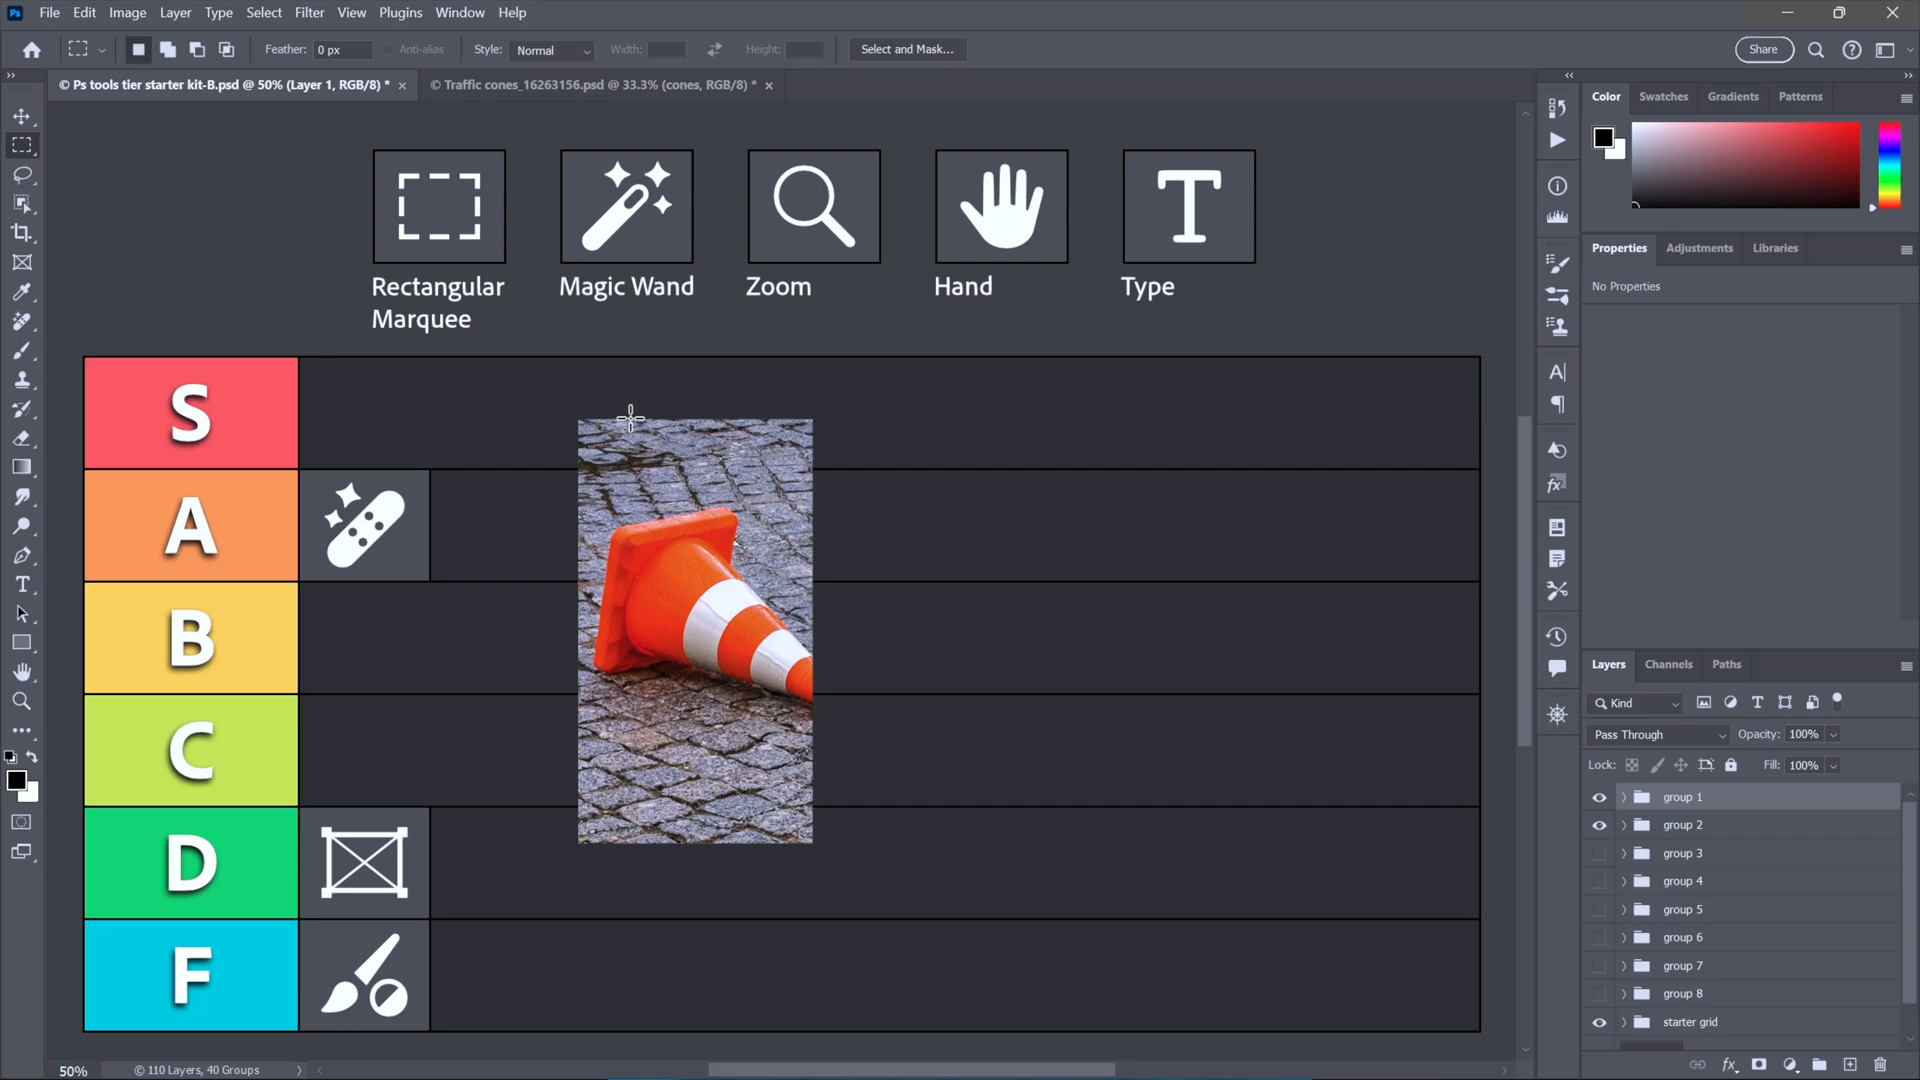 Ps File Edit Image Layer Type Select Filter View Plugins Window Help
Feather: 0 px Anti-alias Style: Normal Width: Height: Select and Mask... Share
© Ps tools tier starter kit-B.psd @ 50% (Layer 1, RGB/8) * × © Traffic cones_16263156.psd @ 33.3% (cones, RGB/8) * ×
Color Swatches Gradients Patterns
Rectangular
Marquee
Magic Wand
Zoom
Hand
Type
Properties Adjustments Libraries
No Properties
S
A
B
C
D
F
Layers Channels Paths
Kind
Pass Through Opacity: 100%
Lock: Fill: 100%
group 1
group 2
group 3
group 4
group 5
group 6
group 7
group 8
starter grid
50% © 110 Layers, 40 Groups